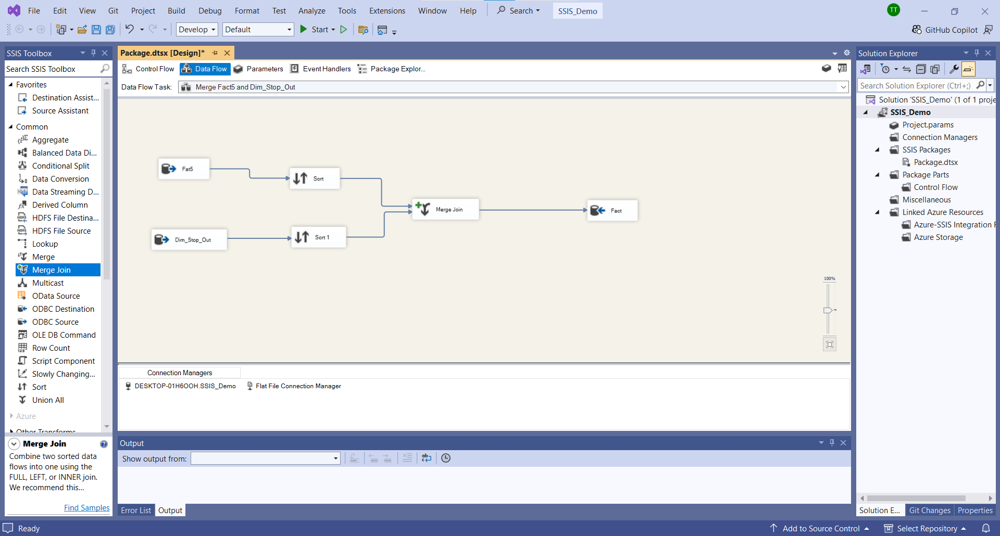 File Edit View Git Project Build Debug Format Test Analyze Tools Extensions Window Help Search SSIS_Demo TT
Develop Default Start GitHub Copilot
SSIS Toolbox
Search SSIS Toolbox
Favorites
Destination Assist...
Source Assistant
Common
Aggregate
Balanced Data Di...
Conditional Split
Data Conversion
Data Streaming D...
Derived Column
HDFS File Destina...
HDFS File Source
Lookup
Merge
Merge Join
Multicast
OData Source
ODBC Destination
ODBC Source
OLE DB Command
Row Count
Script Component
Slowly Changing...
Sort
Union All
Azure
Other Transforms
Merge Join
Combine two sorted data
flows into one using the
FULL, LEFT, or INNER join.
We recommend this...
Find Samples
Package.dtsx [Design]*
Control Flow Data Flow Parameters Event Handlers Package Explor...
Data Flow Task: Merge Fact5 and Dim_Stop_Out
Fat5
Sort
Merge Join
Fact
Dim_Stop_Out
Sort 1
100%
Connection Managers
DESKTOP-01H6OOH.SSIS_Demo Flat File Connection Manager
Output
Show output from:
Error List Output
Solution Explorer
Search Solution Explorer (Ctrl+;)
Solution 'SSIS_Demo' (1 of 1 proje
SSIS_Demo
Project.params
Connection Managers
SSIS Packages
Package.dtsx
Package Parts
Control Flow
Miscellaneous
Linked Azure Resources
Azure-SSIS Integration R
Azure Storage
Solution E... Git Changes Properties
Ready Add to Source Control Select Repository